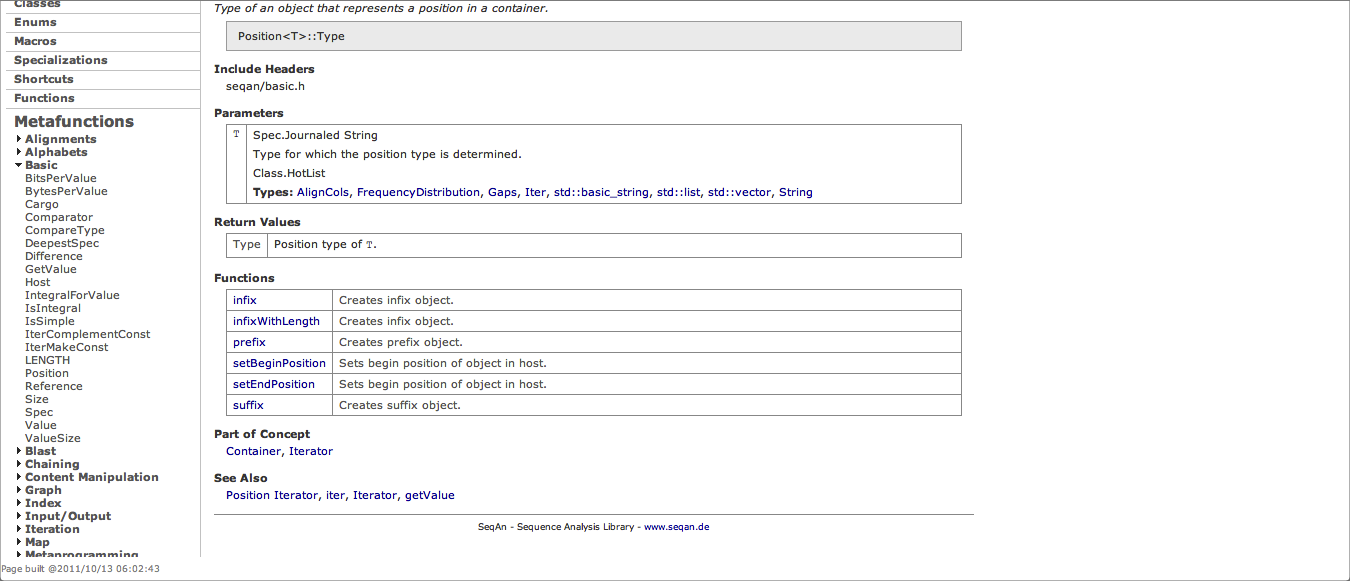 Classes
Enums
Macros
Specializations
Shortcuts
Functions
Metafunctions
Alignments
Alphabets
Basic
BitsPerValue
BytesPerValue
Cargo
Comparator
CompareType
DeepestSpec
Difference
GetValue
Host
IntegralForValue
IsIntegral
IsSimple
IterComplementConst
IterMakeConst
LENGTH
Position
Reference
Size
Spec
Value
ValueSize
Blast
Chaining
Content Manipulation
Graph
Index
Input/Output
Iteration
Map
Metaprogramming
Page built @2011/10/13 06:02:43
Type of an object that represents a position in a container.
Position<T>::Type
Include Headers
seqan/basic.h
Parameters
T Spec.Journaled String
Type for which the position type is determined.
Class.HotList
Types: AlignCols, FrequencyDistribution, Gaps, Iter, std::basic_string, std::list, std::vector, String
Return Values
Type Position type of T.
Functions
infix Creates infix object.
infixWithLength Creates infix object.
prefix Creates prefix object.
setBeginPosition Sets begin position of object in host.
setEndPosition Sets begin position of object in host.
suffix Creates suffix object.
Part of Concept
Container, Iterator
See Also
Position Iterator, iter, Iterator, getValue
SeqAn - Sequence Analysis Library - www.seqan.de